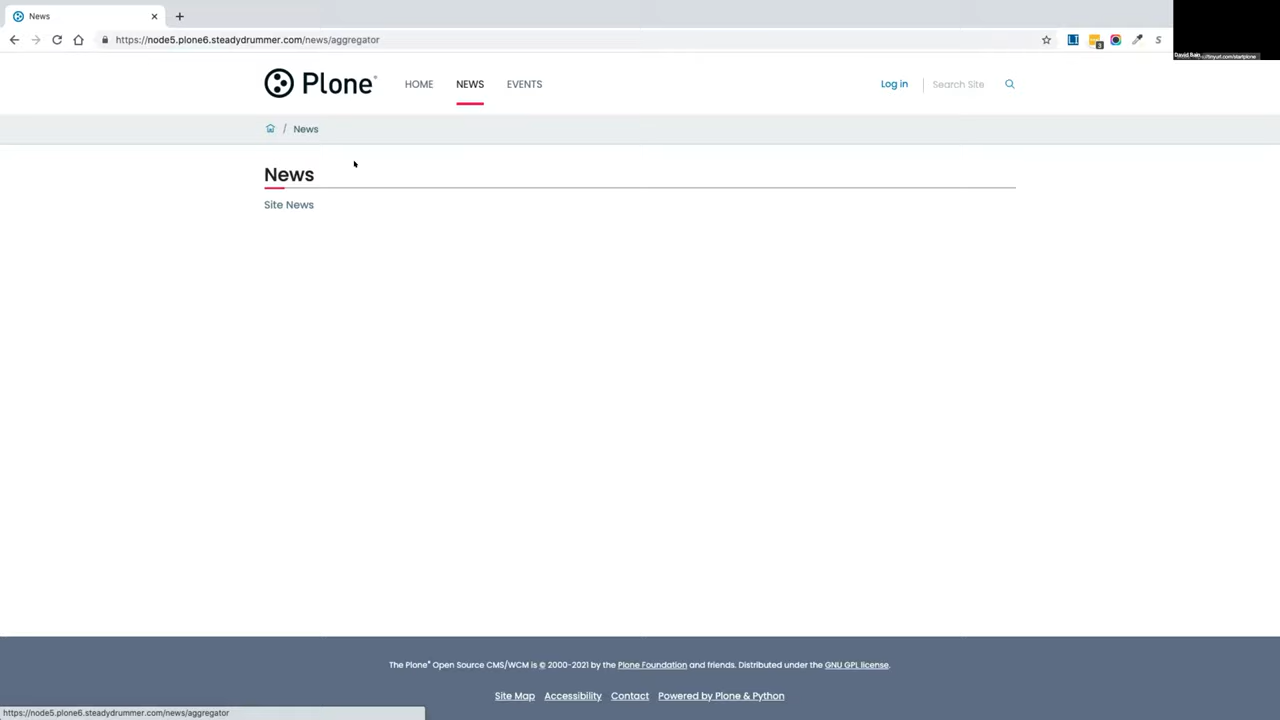 News
https://node5.plone6.steadydrummer.com/news/aggregator
David Bain
Plone®
HOME
NEWS
EVENTS
Log in
Search Site
/ News
News
Site News
The Plone® Open Source CMS/WCM is © 2000-2021 by the Plone Foundation and friends. Distributed under the GNU GPL license.
Site Map
Accessibility
Contact
Powered by Plone & Python
https://node5.plone6.steadydrummer.com/news/aggregator